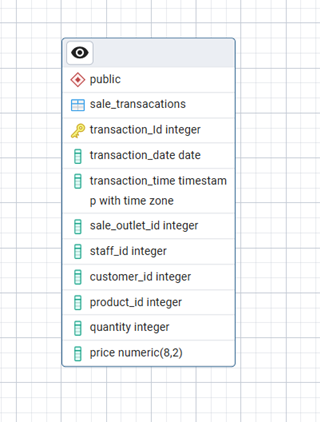 public
sale_transacations
transaction_Id integer
transaction_date date
transaction_time timestam
p with time zone
sale_outlet_id integer
staff_id integer
customer_id integer
product_id integer
quantity integer
price numeric(8,2)